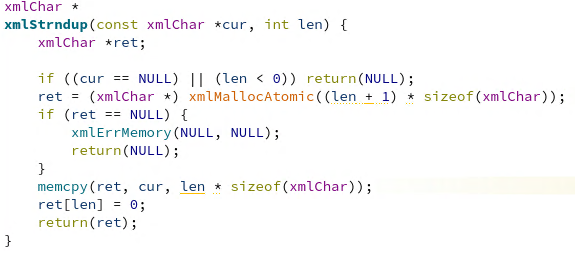 xmlChar *
xmlStrndup(const xmlChar *cur, int len) {
    xmlChar *ret;

    if ((cur == NULL) || (len < 0)) return(NULL);
    ret = (xmlChar *) xmlMallocAtomic((len + 1) * sizeof(xmlChar));
    if (ret == NULL) {
        xmlErrMemory(NULL, NULL);
        return(NULL);
    }
    memcpy(ret, cur, len * sizeof(xmlChar));
    ret[len] = 0;
    return(ret);
}